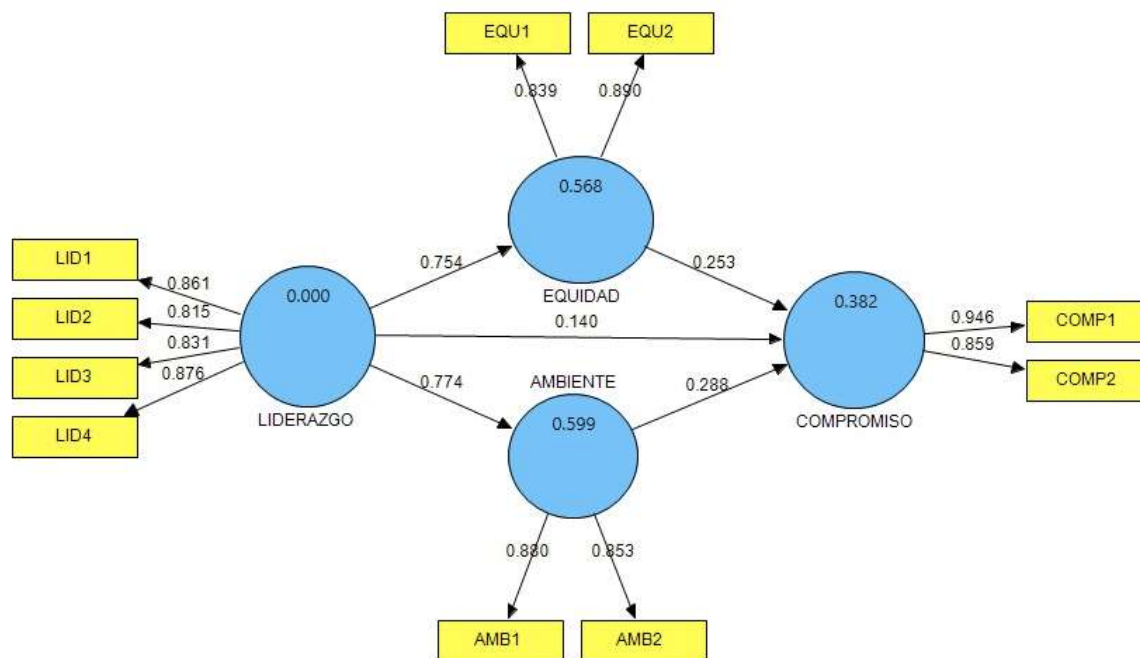 EQU1
EQU2
0.839
0.890
0.568
EQUIDAD
LID1
LID2
LID3
LID4
0.861
0.815
0.831
0.876
0.000
LIDERAZGO
0.754
0.253
0.140
0.774
0.288
0.382
COMPROMISO
0.946
0.859
COMP1
COMP2
AMBIENTE
0.599
0.880
0.853
AMB1
AMB2